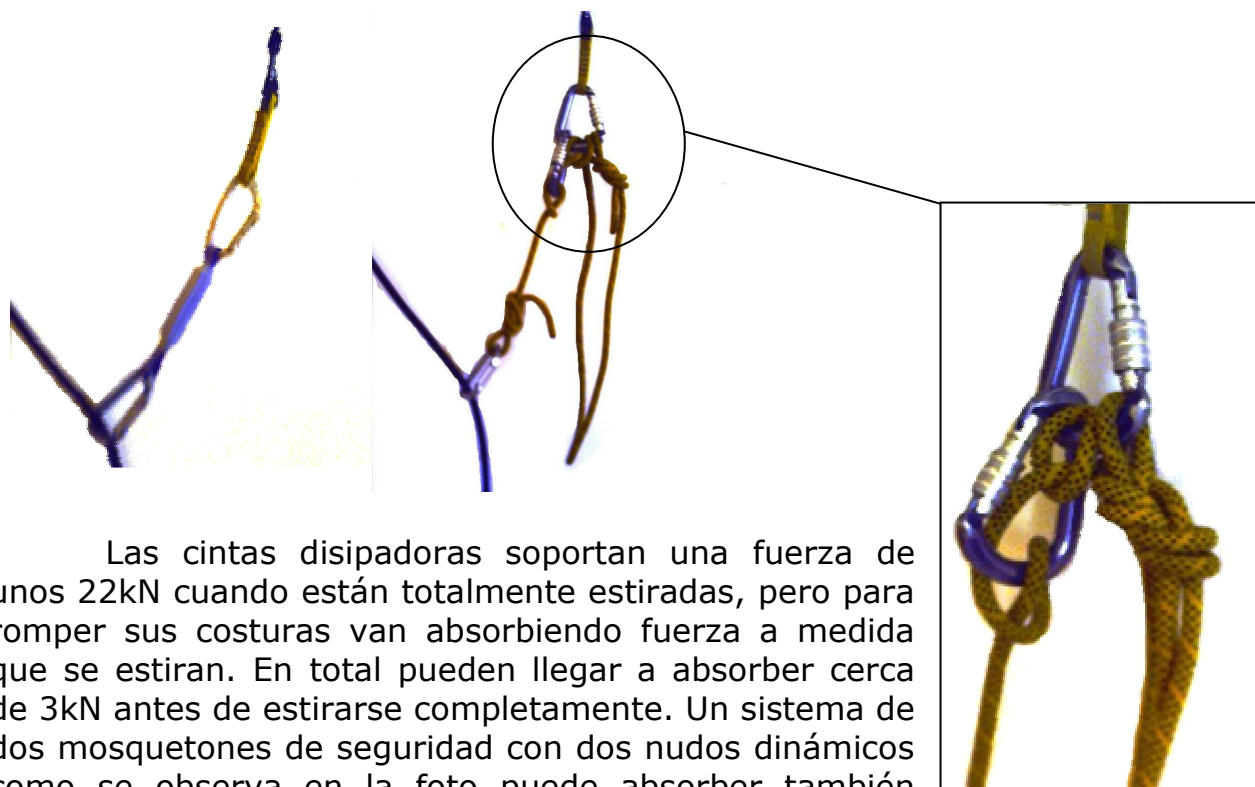 Las cintas disipadoras soportan una fuerza de
unos 22kN cuando están totalmente estiradas, pero para
romper sus costuras van absorbiendo fuerza a medida
que se estiran. En total pueden llegar a absorber cerca
de 3kN antes de estirarse completamente. Un sistema de
dos mosquetones de seguridad con dos nudos dinámicos
como se observa en la foto puede absorber también